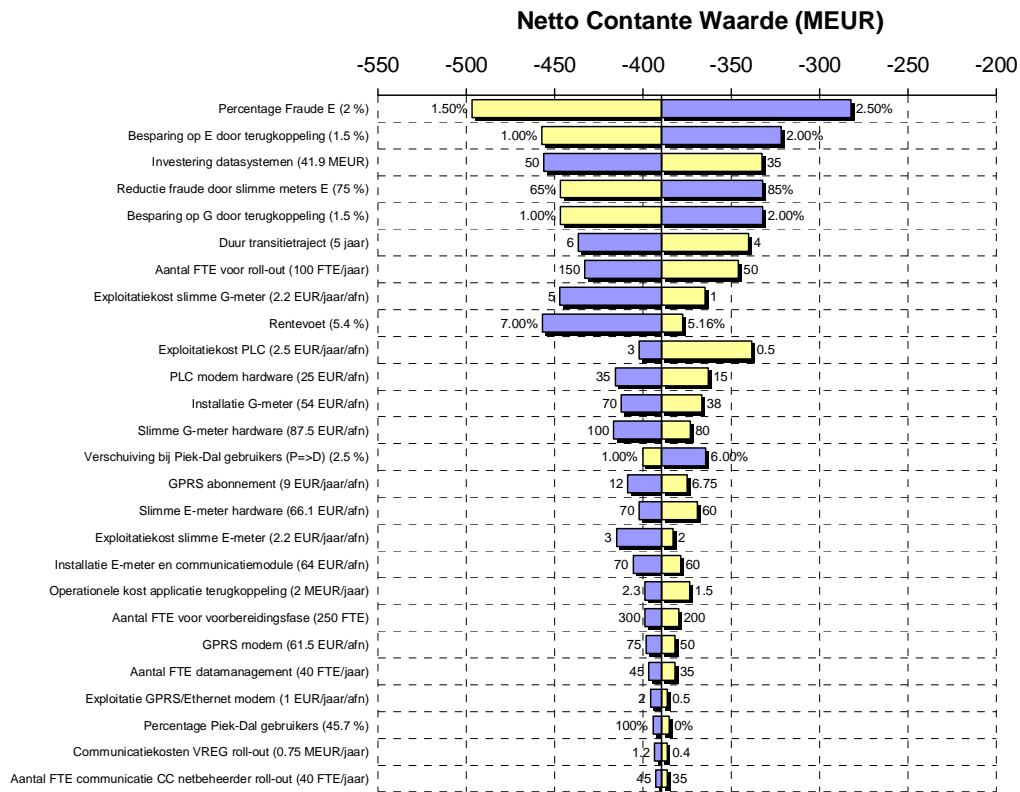 Netto Contante Waarde (MEUR)
-550 -500 -450 -400 -350 -300 -250 -200
Percentage Fraude E (2 %) 1.50% 2.50%
Besparing op E door terugkoppeling (1.5 %) 1.00% 2.00%
Investering datasystemen (41.9 MEUR) 50 35
Reductie fraude door slimme meters E (75 %) 65% 85%
Besparing op G door terugkoppeling (1.5 %) 1.00% 2.00%
Duur transitietraject (5 jaar) 6 4
Aantal FTE voor roll-out (100 FTE/jaar) 150 50
Exploitatiekost slimme G-meter (2.2 EUR/jaar/afn) 5 1
Rentevoet (5.4 %) 7.00% 5.16%
Exploitatiekost PLC (2.5 EUR/jaar/afn) 3 0.5
PLC modem hardware (25 EUR/afn) 35 15
Installatie G-meter (54 EUR/afn) 70 38
Slimme G-meter hardware (87.5 EUR/afn) 100 80
Verschuiving bij Piek-Dal gebruikers (P=>D) (2.5 %) 1.00% 6.00%
GPRS abonnement (9 EUR/jaar/afn) 12 6.75
Slimme E-meter hardware (66.1 EUR/afn) 70 60
Exploitatiekost slimme E-meter (2.2 EUR/jaar/afn) 3 2
Installatie E-meter en communicatiemodule (64 EUR/afn) 70 60
Operationele kost applicatie terugkoppeling (2 MEUR/jaar) 2.3 1.5
Aantal FTE voor voorbereidingsfase (250 FTE) 300 200
GPRS modem (61.5 EUR/afn) 75 50
Aantal FTE datamanagement (40 FTE/jaar) 45 35
Exploitatie GPRS/Ethernet modem (1 EUR/jaar/afn) 2 0.5
Percentage Piek-Dal gebruikers (45.7 %) 100% 0%
Communicatiekosten VREG roll-out (0.75 MEUR/jaar) 1.2 0.4
Aantal FTE communicatie CC netbeheerder roll-out (40 FTE/jaar) 45 35